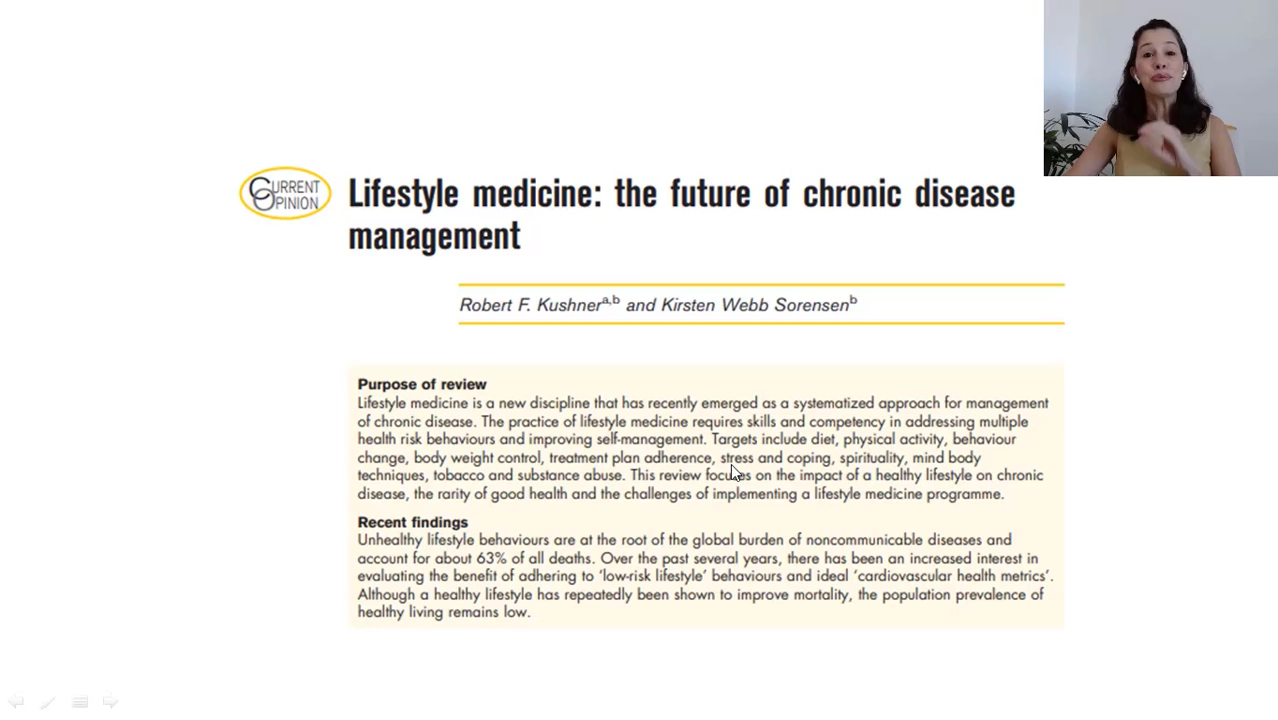 CURRENT
OPINION
Lifestyle medicine: the future of chronic disease
management
Robert F. Kushnerᵃ,ᵇ and Kirsten Webb Sorensenᵇ
Purpose of review
Lifestyle medicine is a new discipline that has recently emerged as a systematized approach for management
of chronic disease. The practice of lifestyle medicine requires skills and competency in addressing multiple
health risk behaviours and improving self-management. Targets include diet, physical activity, behaviour
change, body weight control, treatment plan adherence, stress and coping, spirituality, mind body
techniques, tobacco and substance abuse. This review focuses on the impact of a healthy lifestyle on chronic
disease, the rarity of good health and the challenges of implementing a lifestyle medicine programme.
Recent findings
Unhealthy lifestyle behaviours are at the root of the global burden of noncommunicable diseases and
account for about 63% of all deaths. Over the past several years, there has been an increased interest in
evaluating the benefit of adhering to ‘low-risk lifestyle’ behaviours and ideal ‘cardiovascular health metrics’.
Although a healthy lifestyle has repeatedly been shown to improve mortality, the population prevalence of
healthy living remains low.